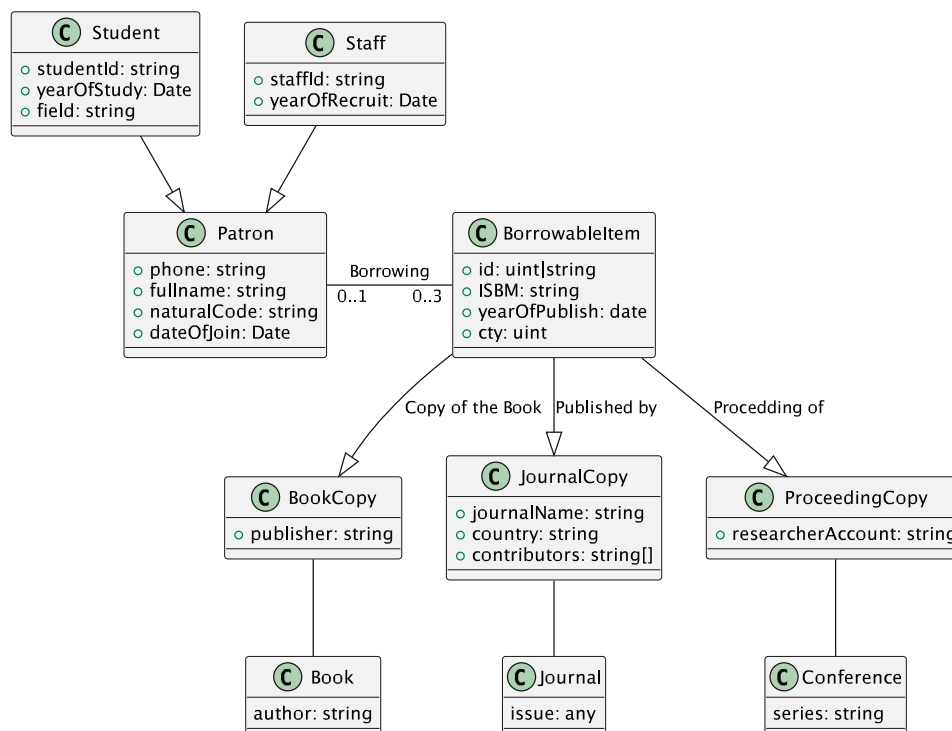 C Student
studentId: string
yearOfStudy: Date
field: string
C Staff
staffId: string
yearOfRecruit: Date
C Patron
phone: string
fullname: string
naturalCode: string
dateOfJoin: Date
Borrowing
0..1
0..3
C BorrowableItem
id: uint|string
ISBM: string
yearOfPublish: date
cty: uint
Copy of the Book
Published by
Procedding of
C BookCopy
publisher: string
C JournalCopy
journalName: string
country: string
contributors: string[]
C ProceedingCopy
researcherAccount: string
C Book
author: string
C Journal
issue: any
C Conference
series: string